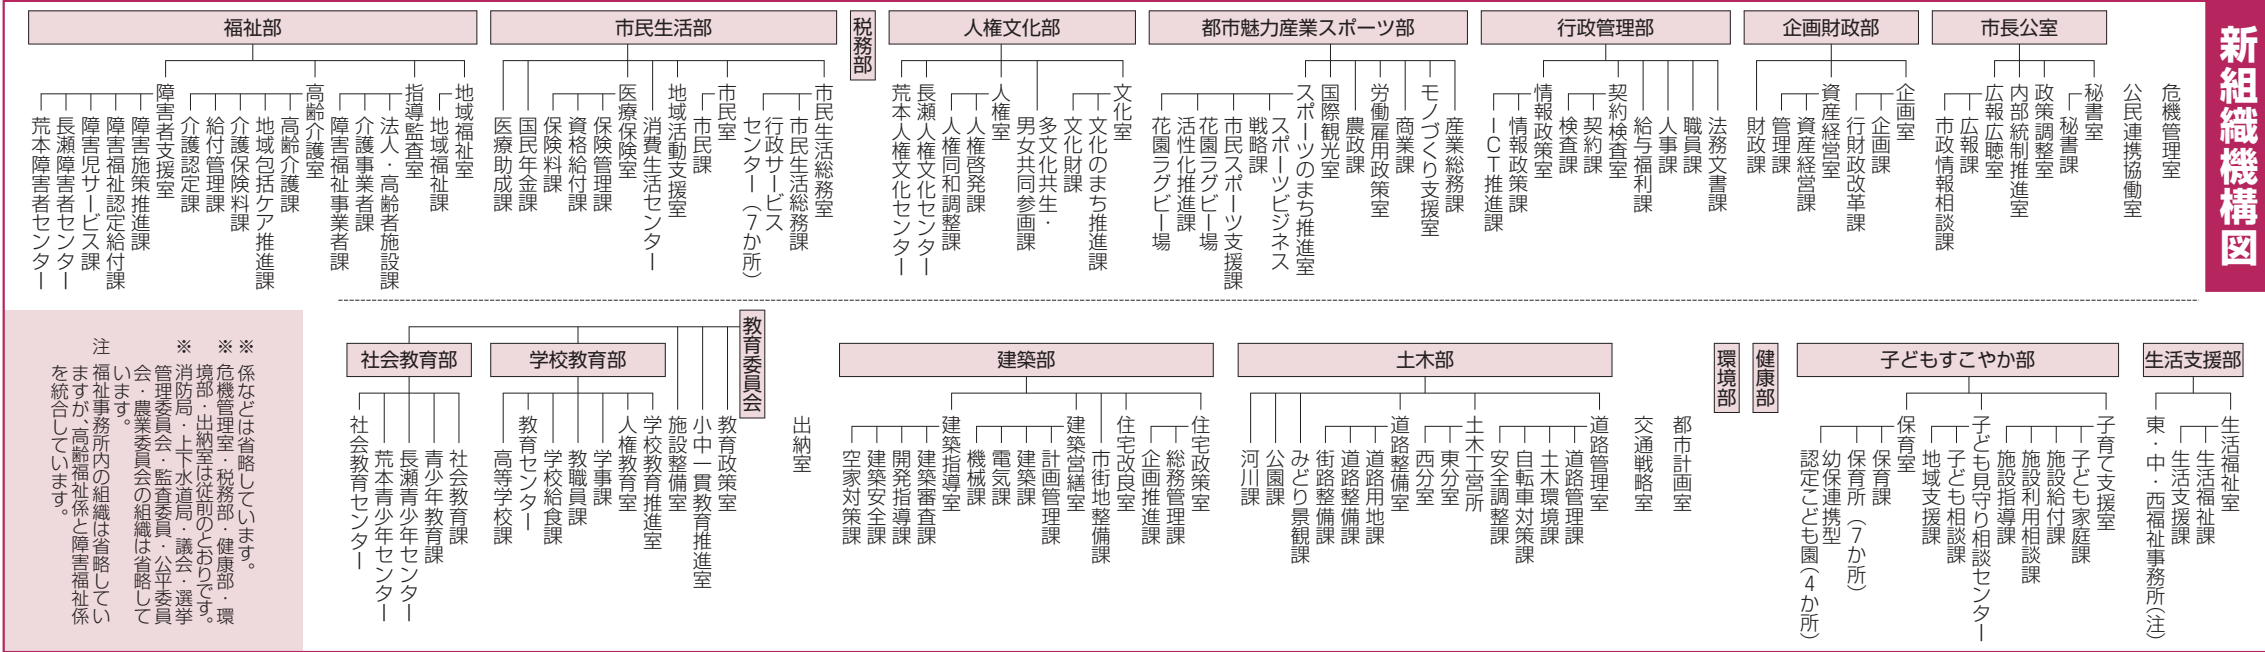 新組織機構図
危機管理室
公民連携協働室
市長公室
秘書室
秘書課
政策調整室
内部統制推進室
広報広聴室
広報課
市政情報相談課
企画財政部
企画室
企画課
行財政改革課
資産経営室
資産経営課
管理課
財政課
行政管理部
法務文書課
職員課
人事課
給与福利課
契約検査室
契約課
検査課
情報政策室
情報政策課
ICT推進課
都市魅力産業スポーツ部
産業総務課
モノづくり支援室
商業課
労働雇用政策室
農政課
国際観光室
スポーツのまち推進室
スポーツビジネス
戦略課
市民スポーツ支援課
花園ラグビー場
活性化推進課
花園ラグビー場
人権文化部
文化室
文化のまち推進課
文化財課
多文化共生・
男女共同参画課
人権室
人権啓発課
人権同和調整課
長瀬人権文化センター
荒本人権文化センター
税務部
市民生活部
市民生活総務室
市民生活総務課
行政サービス
センター(7か所)
市民室
市民課
地域活動支援室
消費生活センター
医療保険室
保険管理課
資格給付課
保険料課
国民年金課
医療助成課
福祉部
地域福祉室
地域福祉課
指導監査室
法人・高齢者施設課
介護事業者課
障害福祉事業者課
高齢介護室
高齢介護課
地域包括ケア推進課
介護保険料課
給付管理課
介護認定課
障害者支援室
障害施策推進課
障害福祉認定給付課
障害児サービス課
長瀬障害者センター
荒本障害者センター
生活支援部
生活福祉室
生活福祉課
生活支援課
東・中・西福祉事務所(注)
子どもすこやか部
子育て支援室
子ども家庭課
施設給付課
施設利用相談課
施設指導課
子ども見守り相談センター
子ども相談課
地域支援課
保育室
保育課
保育所(7か所)
幼保連携型
認定こども園(4か所)
健康部
環境部
都市計画室
交通戦略室
土木部
道路管理室
道路管理課
土木環境課
自転車対策課
安全調整課
土木工営所
東分室
西分室
道路整備室
道路用地課
道路整備課
街路整備課
みどり景観課
公園課
河川課
建築部
住宅政策室
総務管理課
企画推進課
住宅改良室
市街地整備課
建築営繕室
計画管理課
建築課
電気課
機械課
建築指導室
建築審査課
開発指導課
建築安全課
空家対策課
出納室
教育委員会
教育政策室
小中一貫教育推進室
施設整備室
学校教育部
学校教育推進室
人権教育室
学事課
教職員課
学校給食課
教育センター
高等学校課
社会教育部
社会教育課
青少年教育課
長瀬青少年センター
荒本青少年センター
社会教育センター
※ 係などは省略しています。
※ 危機管理室・税務部・健康部・環
境部・出納室は従前のとおりです。
※ 消防局・上下水道局・議会・選挙
管理委員会・監査委員・公平委員
会・農業委員会の組織は省略して
います。
注 福祉事務所内の組織は省略してい
ますが、高齢福祉係と障害福祉係
を統合しています。